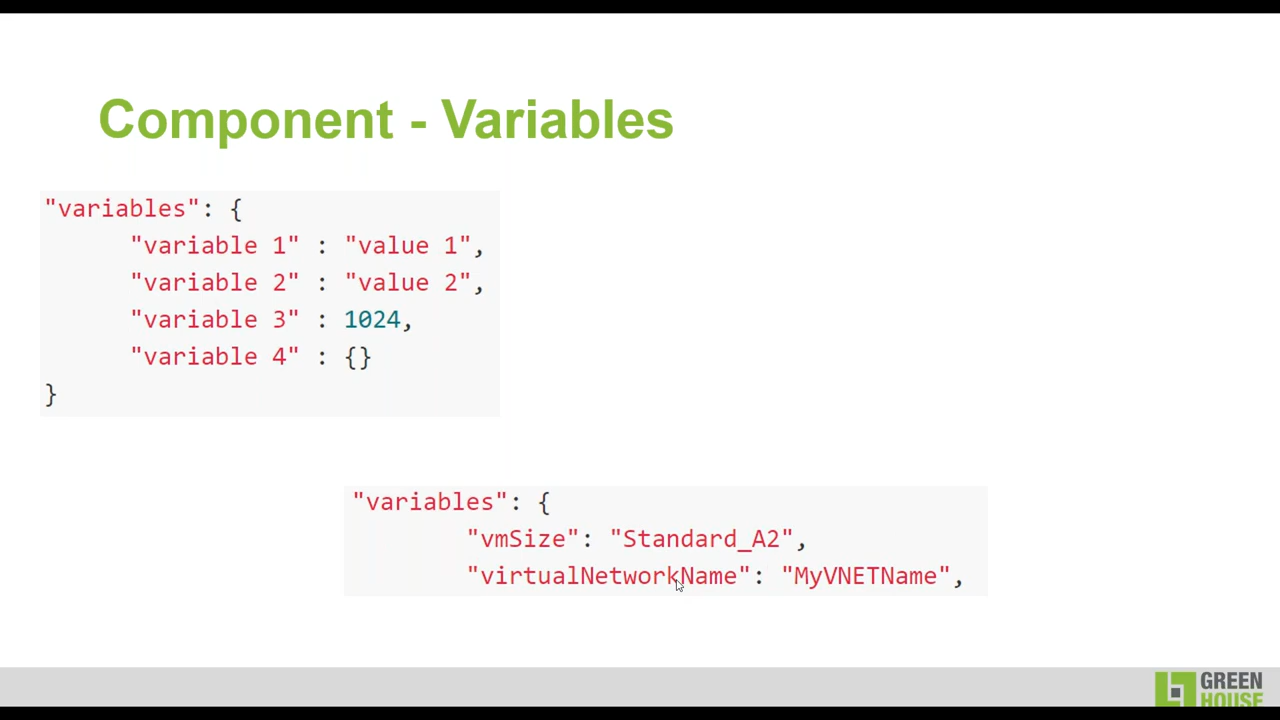 Component - Variables
"variables": {
"variable 1" : "value 1",
"variable 2" : "value 2",
"variable 3" : 1024,
"variable 4" : {}
}
"variables": {
"vmSize": "Standard_A2",
"virtualNetworkName": "MyVNETName",
GREEN
HOUSE